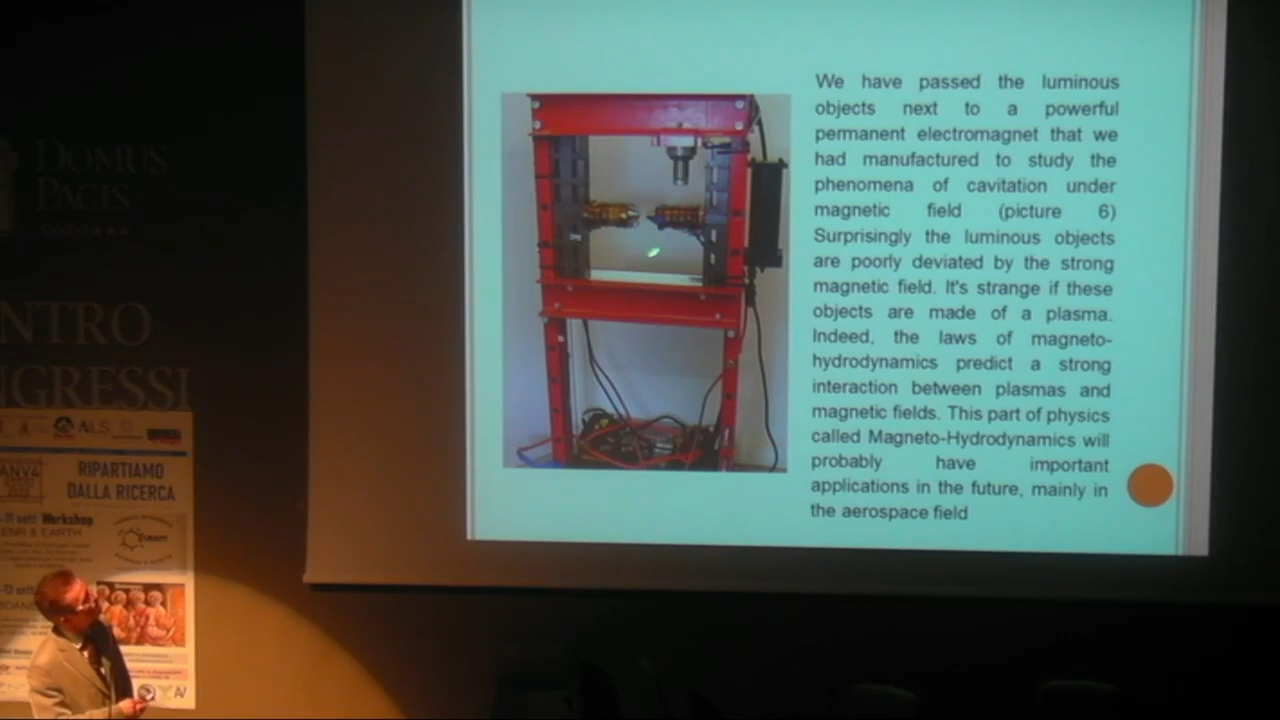 We have passed the luminous
objects next to a powerful
permanent electromagnet that we
had manufactured to study the
phenomena of cavitation under
magnetic field (picture 6)
Surprisingly the luminous objects
are poorly deviated by the strong
magnetic field. It's strange if these
objects are made of a plasma.
Indeed, the laws of magneto-
hydrodynamics predict a strong
interaction between plasmas and
magnetic fields. This part of physics
called Magneto-Hydrodynamics will
probably have important
applications in the future, mainly in
the aerospace field
DOMUS
PACIS
NTRO
NGRESSI
ALS
RIPARTIAMO
DALLA RICERCA
Workshop
LENR & EARTH